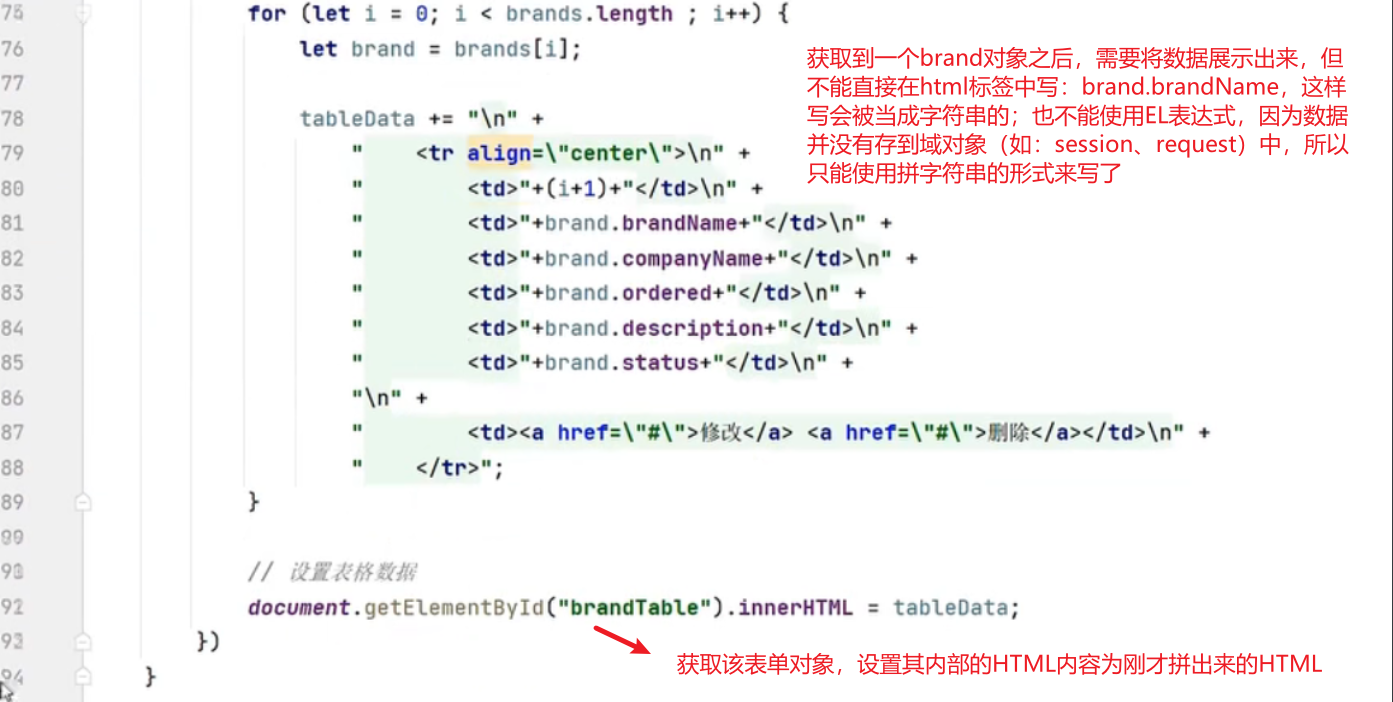 75 for (let i = 0; i < brands.length ; i++) {
76 let brand = brands[i];
获取到一个brand对象之后，需要将数据展示出来，但
不能直接在html标签中写：brand.brandName，这样
写会被当成字符串的；也不能使用EL表达式，因为数据
并没有存到域对象（如：session、request）中，所以
只能使用拼字符串的形式来写了
77
78 tableData += "\n" +
79 " <tr align=\"center\">\n" +
80 " <td>"+(i+1)+"</td>\n" +
81 " <td>"+brand.brandName+"</td>\n" +
82 " <td>"+brand.companyName+"</td>\n" +
83 " <td>"+brand.ordered+"</td>\n" +
84 " <td>"+brand.description+"</td>\n" +
85 " <td>"+brand.status+"</td>\n" +
86 "\n" +
87 " <td><a href=\"#\">修改</a> <a href=\"#\">删除</a></td>\n" +
88 " </tr>";
89 }
// 设置表格数据
92 document.getElementById("brandTable").innerHTML = tableData;
93 })
获取该表单对象，设置其内部的HTML内容为刚才拼出来的HTML
94 }